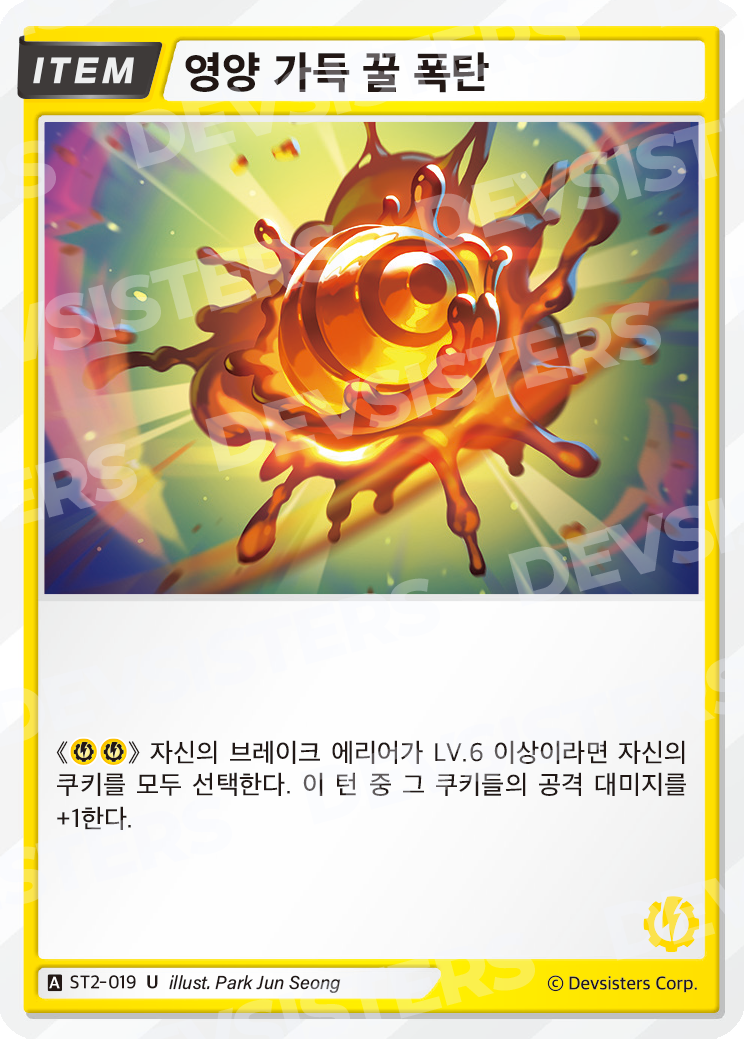 ITEM
영양 가득 꿀 폭탄
《》 자신의 브레이크 에리어가 LV.6 이상이라면 자신의
쿠키를 모두 선택한다. 이 턴 중 그 쿠키들의 공격 대미지를
+1한다.
A ST2-019 U illust. Park Jun Seong
© Devsisters Corp.
DEVSISTERS